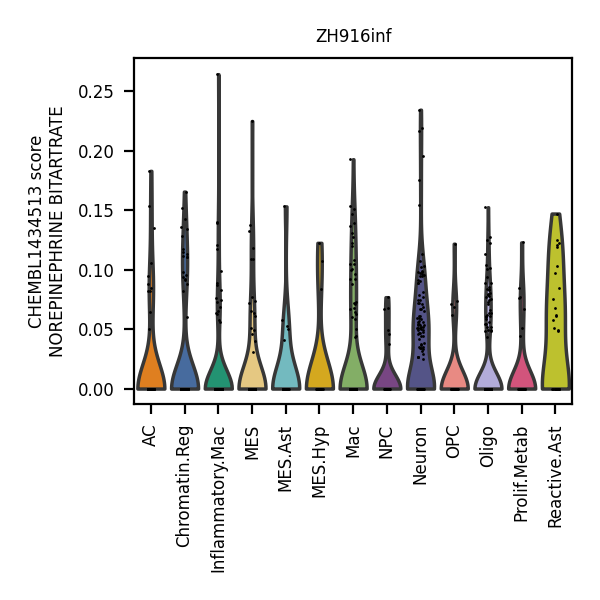 ZH916inf
CHEMBL1434513 score
NOREPINEPHRINE BITARTRATE
0.25
0.20
0.15
0.10
0.05
0.00
AC
Chromatin.Reg
Inflammatory.Mac
MES
MES.Ast
MES.Hyp
Mac
NPC
Neuron
OPC
Oligo
Prolif.Metab
Reactive.Ast